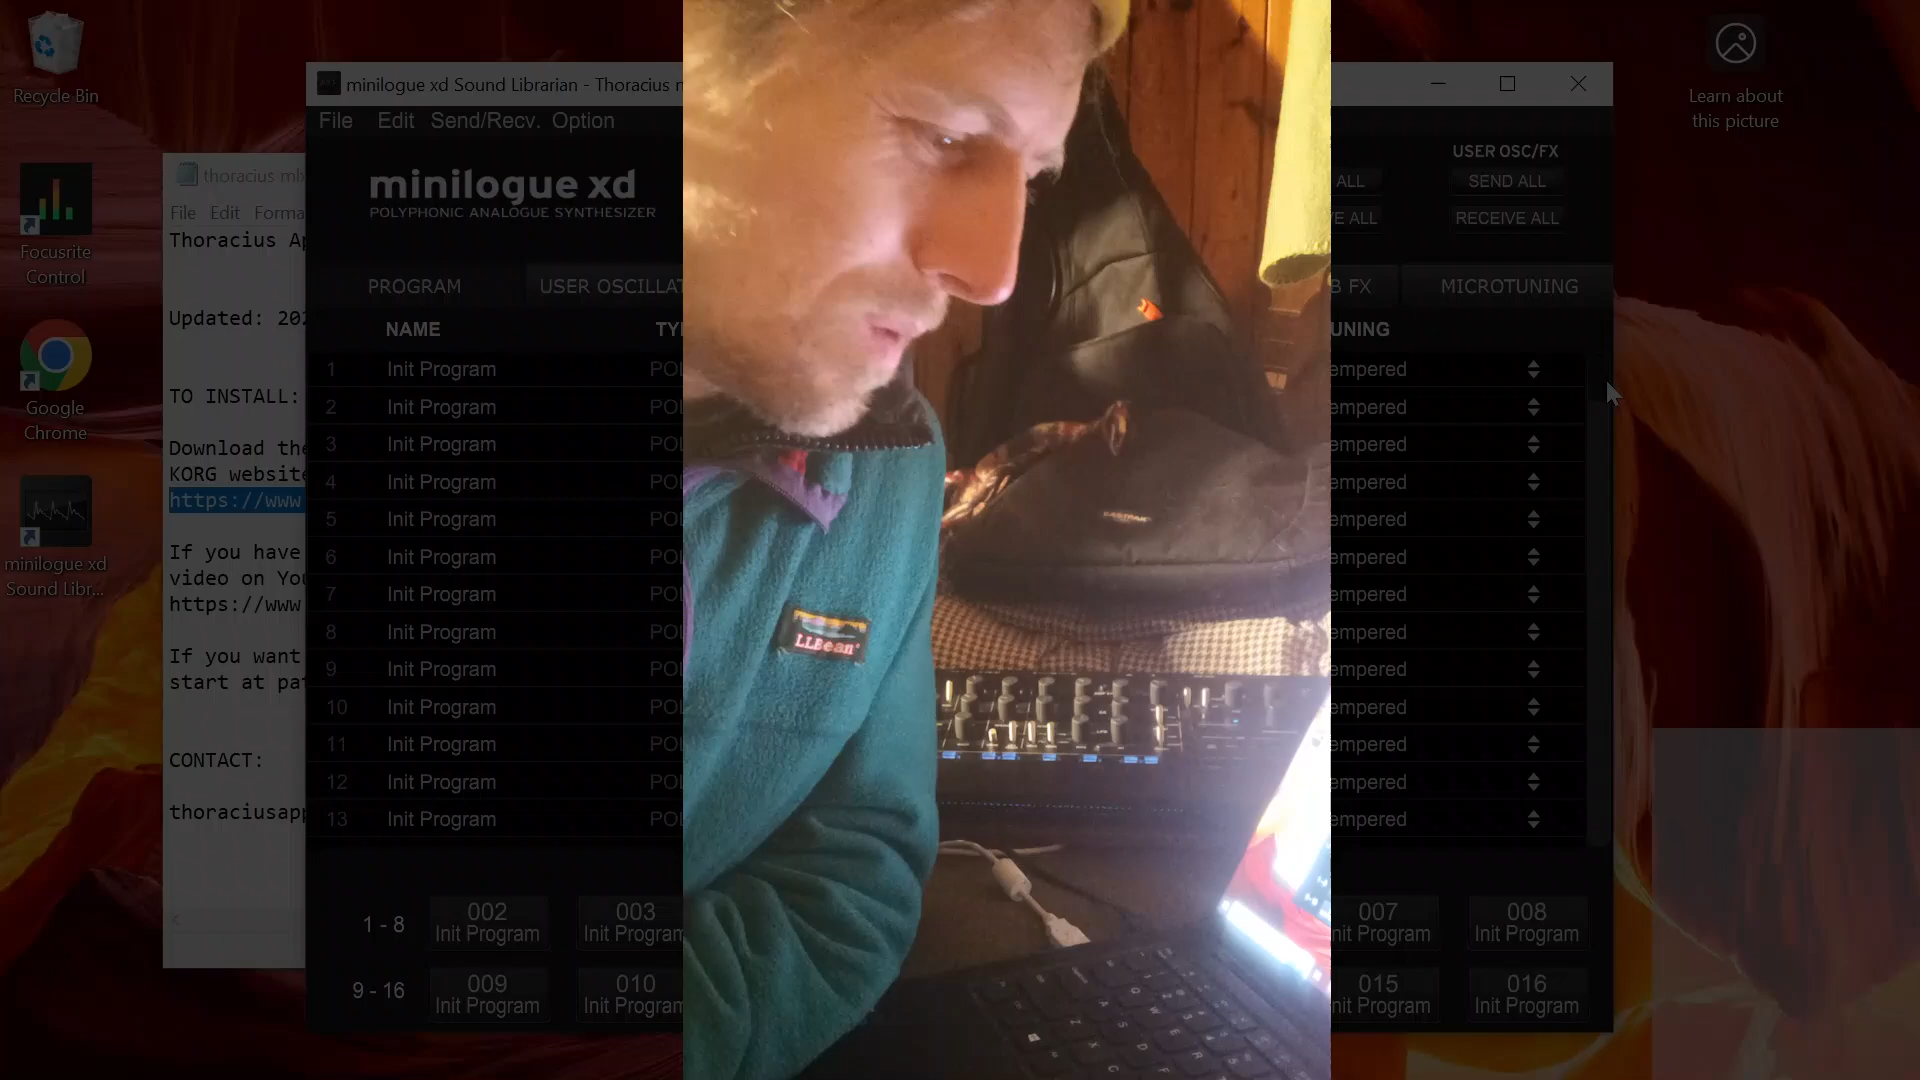 Recycle Bin
Focusrite
Control
Google
Chrome
minilogue xd
Sound Libr...
Learn about
this picture
thoracius
File Edit
Thoracius
Updated:
TO INSTALL:
Download the
KORG website
https://www
If you have
video on
https://www
If you want
start at
CONTACT:
minilogue xd Sound Librarian - Thoracius
File Edit Send/Recv. Option
minilogue xd
POLYPHONIC ANALOGUE SYNTHESIZER
USER OSC/FX
ALL SEND ALL
ALL RECEIVE ALL
PROGRAM USER FX MICROTUNING
NAME
1 Init Program
2 Init Program
3 Init Program
4 Init Program
5 Init Program
6 Init Program
7 Init Program
8 Init Program
9 Init Program
10 Init Program
11 Init Program
12 Init Program
13 Init Program
1 - 8 002 003 007 008
Init Program Init Program Init Program Init Program
9 - 16 009 010 015 016
Init Program Init Program Init Program Init Program
EASTPAK
L.L.Bean